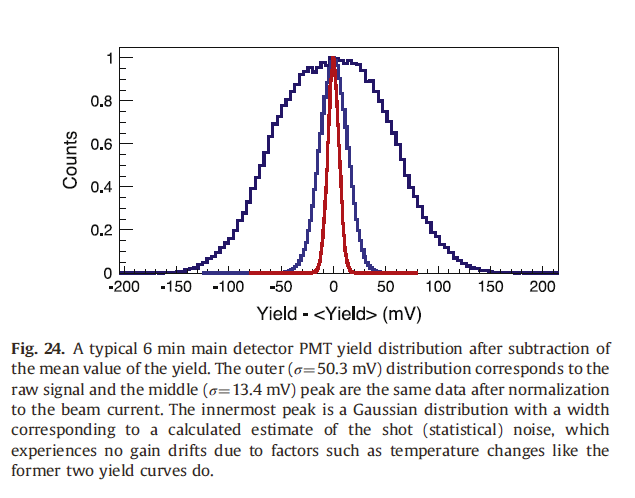 1
0.8
0.6
0.4
0.2
0
Counts
-200 -150 -100 -50 0 50 100 150 200
Yield - <Yield> (mV)
Fig. 24. A typical 6 min main detector PMT yield distribution after subtraction of
the mean value of the yield. The outer (σ=50.3 mV) distribution corresponds to the
raw signal and the middle (σ=13.4 mV) peak are the same data after normalization
to the beam current. The innermost peak is a Gaussian distribution with a width
corresponding to a calculated estimate of the shot (statistical) noise, which
experiences no gain drifts due to factors such as temperature changes like the
former two yield curves do.